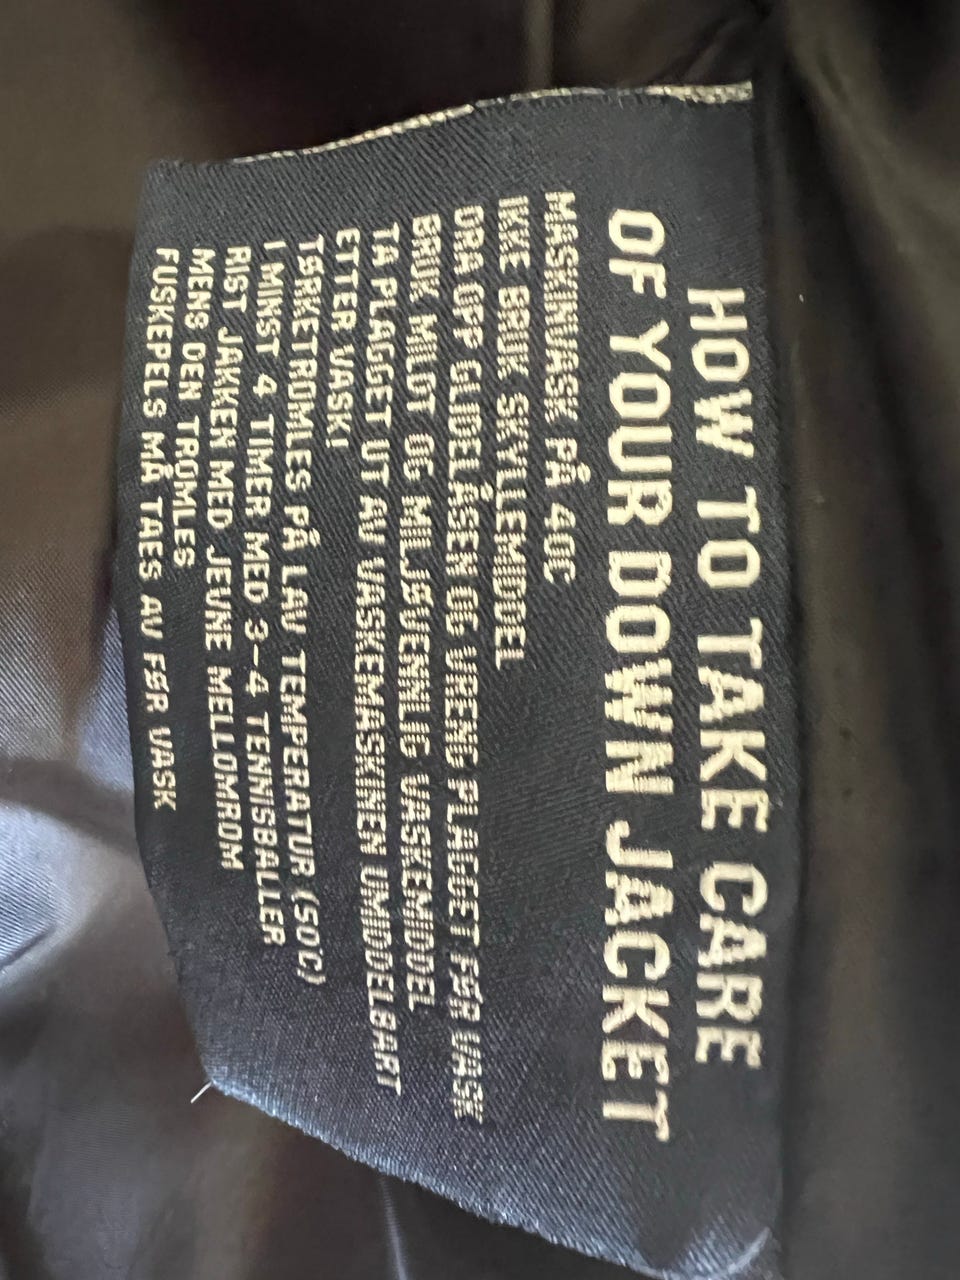 HOW TO TAKE CARE
OF YOUR DOWN JACKET
MASKINVASK PÅ 40C
IKKE BRUK SKYLLEMIDDEL
DRA OPP GLIDELÅSEN OG VREND PLAGGET FØR VASK
BRUK MILDT OG MILJØVENNLIG VASKEMIDDEL
TA PLAGGET UT AV VASKEMASKINEN UMIDDELBART
ETTER VASK!
TØRKETROMLES PÅ LAV TEMPERATUR (50'C)
I MINST 4 TIMER MED 3-4 TENNISBALLER
RIST JAKKEN MED JEVNE MELLLOMROM
MENS DEN TROMLES
FUSKEPELS MÅ TAES AV FØR VASK